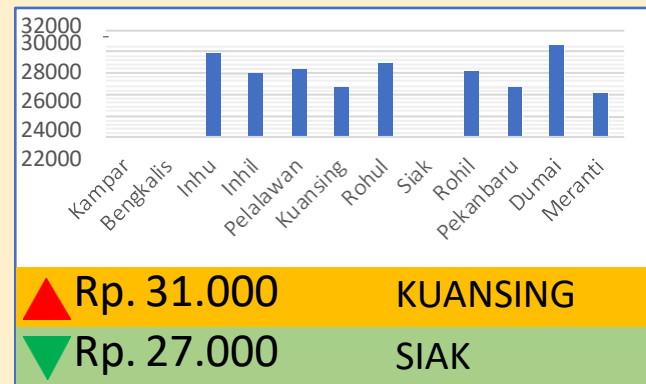 32000
30000
28000
26000
24000
22000
Kampar
Bengkalis
Inhu
Inhil
Pelalawan
Kuansing
Rohul
Siak
Rohil
Pekanbaru
Dumai
Meranti
Rp. 31.000 KUANSING
Rp. 27.000 SIAK